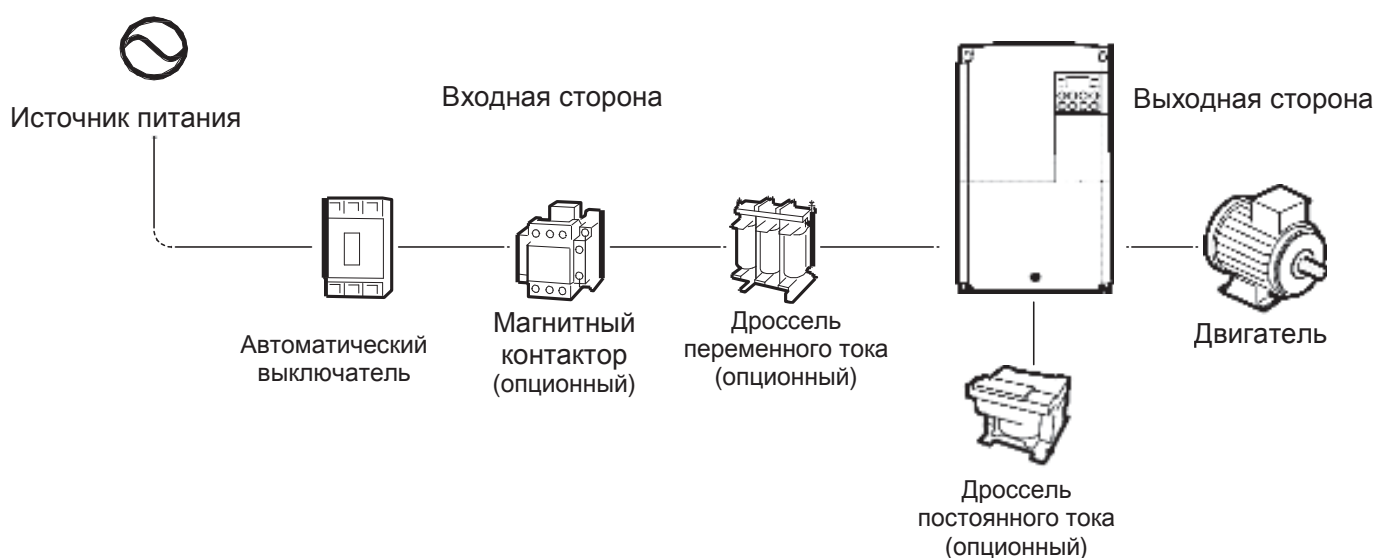 Источник питания
Входная сторона
Выходная сторона
Автоматический
выключатель
Магнитный
контактор
(опционный)
Дроссель
переменного тока
(опционный)
Двигатель
Дроссель
постоянного тока
(опционный)